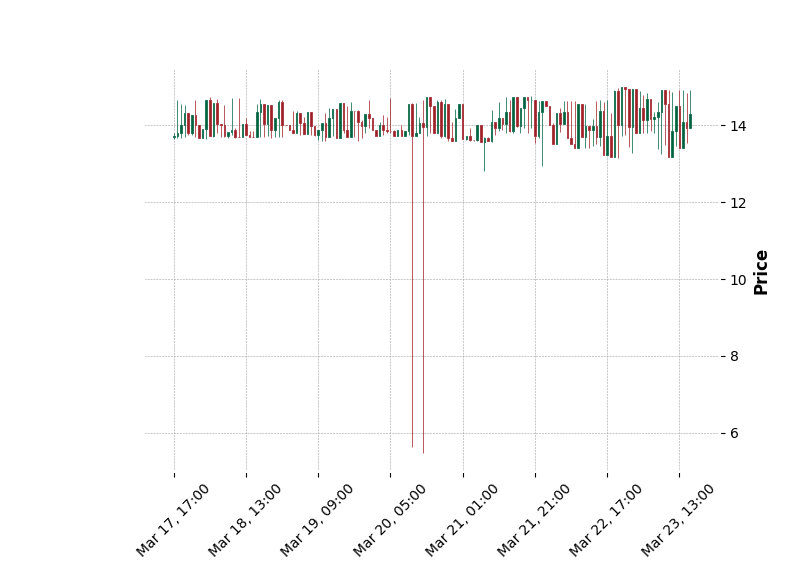 14
12
10
8
6
Price
Mar 17, 17:00
Mar 18, 13:00
Mar 19, 09:00
Mar 20, 05:00
Mar 21, 01:00
Mar 21, 21:00
Mar 22, 17:00
Mar 23, 13:00